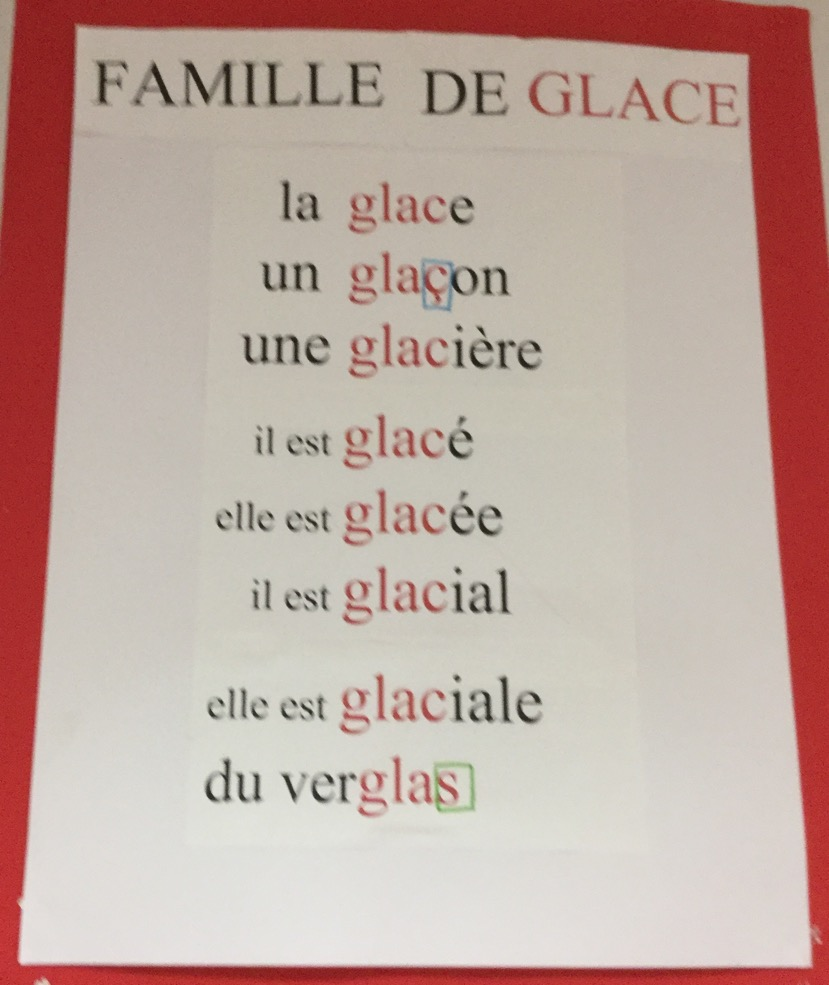 FAMILLE DE GLACE
la glace
un glaçon
une glacière
il est glacé
elle est glacée
il est glacial
elle est glaciale
du verglas